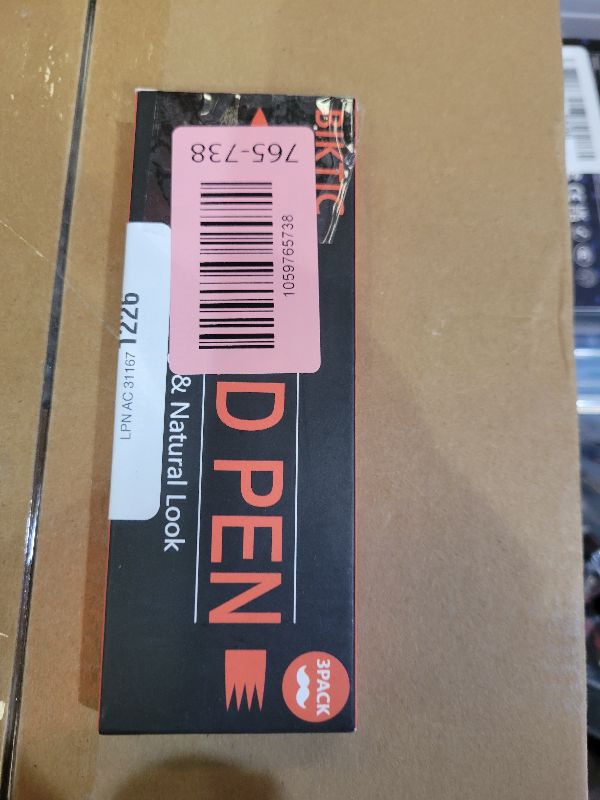 BIKTIC
765-738
1059765738
D PEN
& Natural Look
LPN AC 31167 1226
3PACK